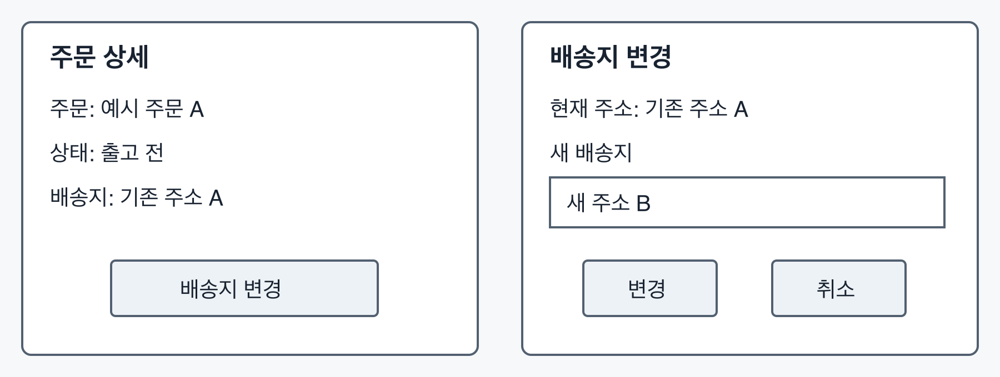 주문 상세
주문: 예시 주문 A
상태: 출고 전
배송지: 기존 주소 A
배송지 변경
배송지 변경
현재 주소: 기존 주소 A
새 배송지
새 주소 B
변경
취소